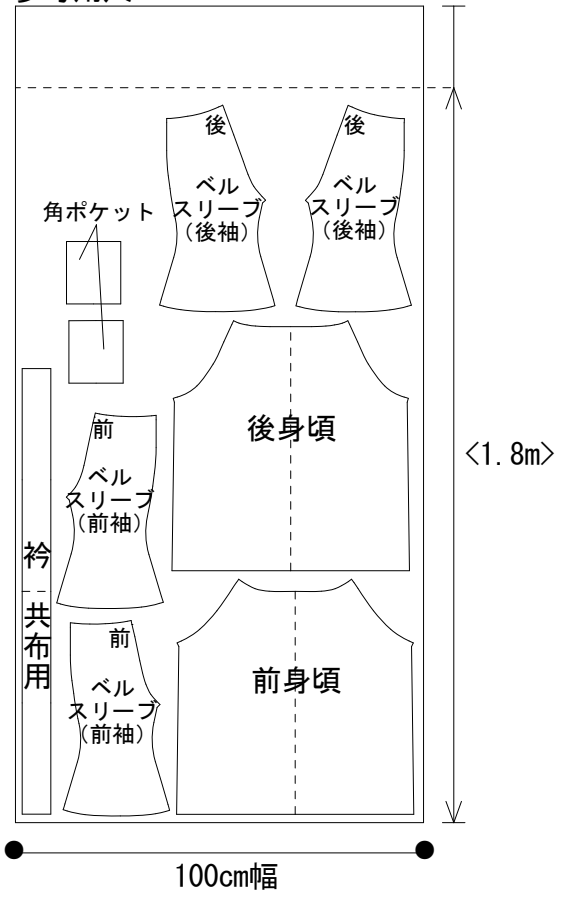 後
後
ベル
スリーブ
（後袖）
ベル
スリーブ
（後袖）
角ポケット
後身頃
<1.8m>
前
ベル
スリーブ
（前袖）
衿
共布用
前
ベル
スリーブ
（前袖）
前身頃
100cm幅